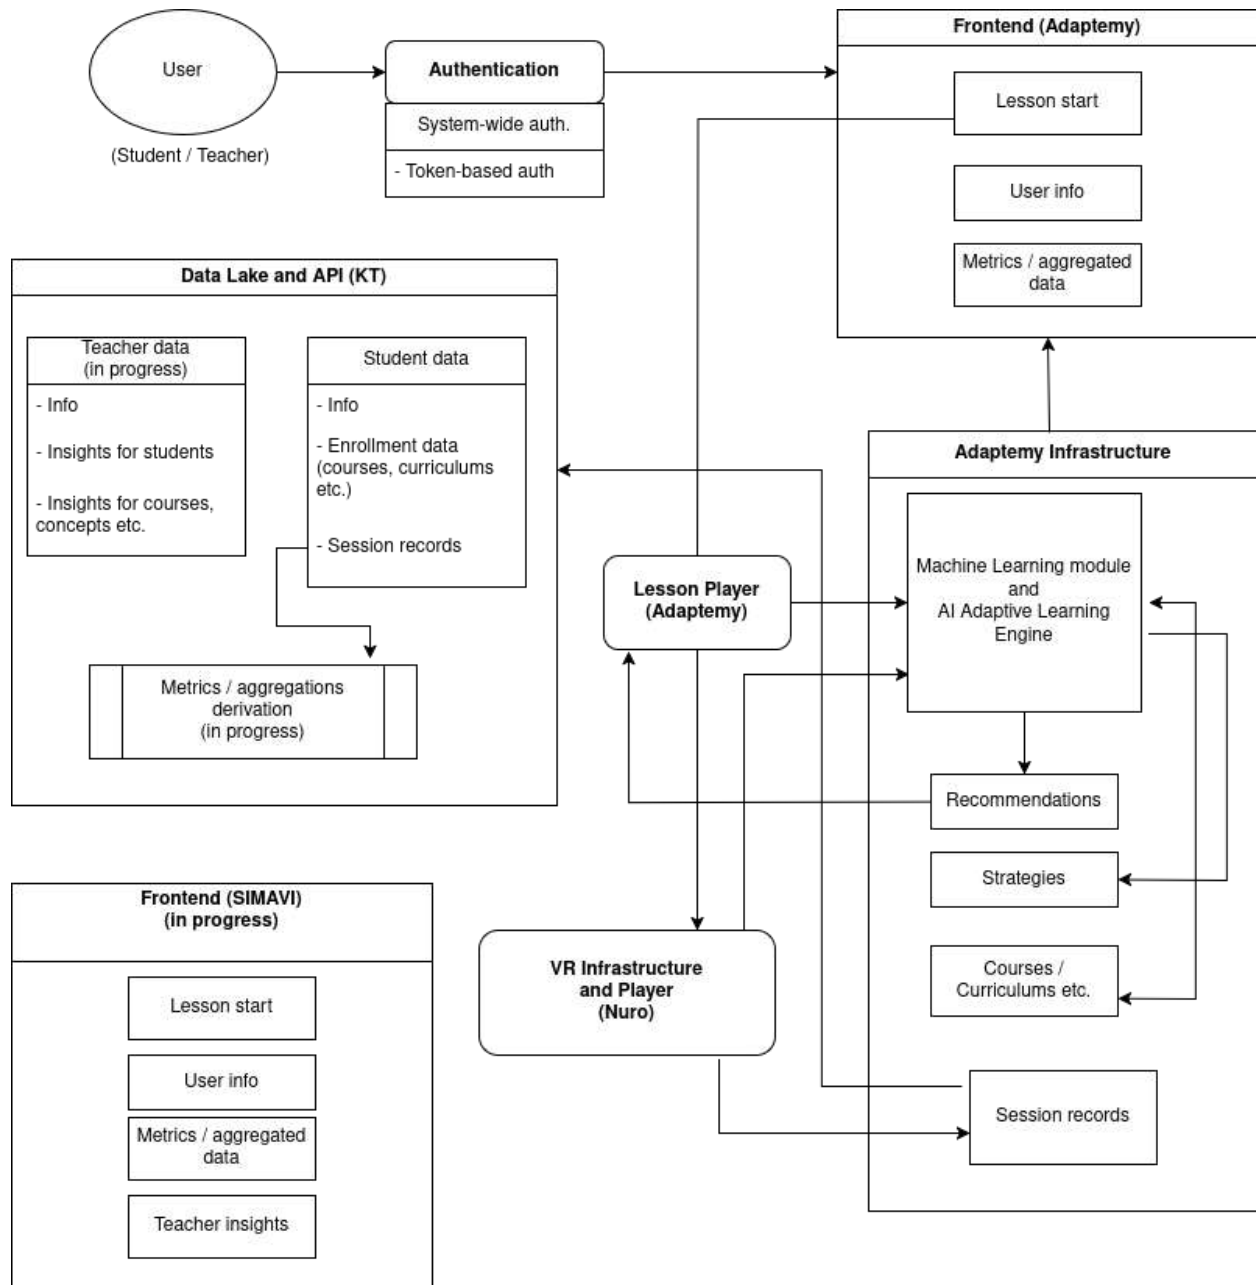 User
(Student / Teacher)
Authentication
System-wide auth.
- Token-based auth
Frontend (Adaptemy)
Lesson start
User info
Metrics / aggregated
data
Data Lake and API (KT)
Teacher data
(in progress)
- Info
- Insights for students
- Insights for courses,
concepts etc.
Student data
- Info
- Enrollment data
(courses, curriculums
etc.)
- Session records
Metrics / aggregations
derivation
(in progress)
Lesson Player
(Adaptemy)
Adaptemy Infrastructure
Machine Learning module
and
AI Adaptive Learning
Engine
Recommendations
Strategies
Courses /
Curriculums etc.
Session records
VR Infrastructure
and Player
(Nuro)
Frontend (SIMAVI)
(in progress)
Lesson start
User info
Metrics / aggregated
data
Teacher insights